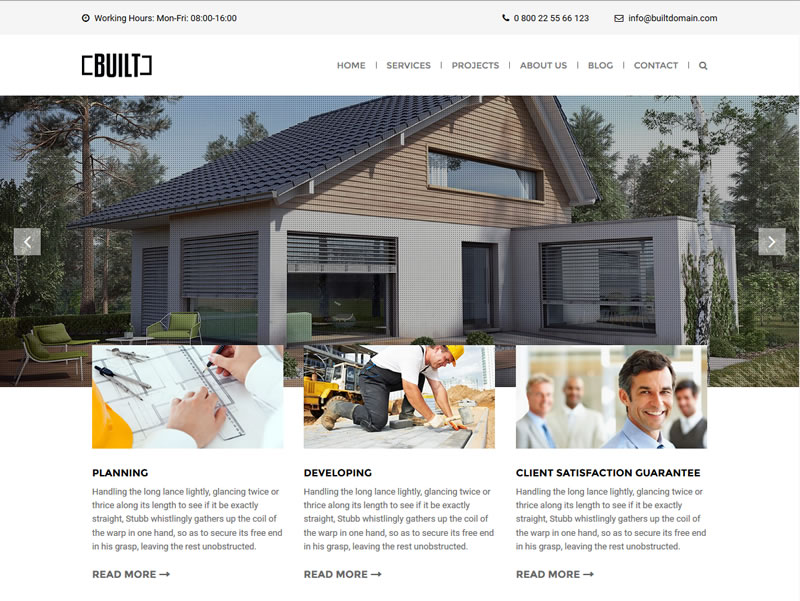 Working Hours: Mon-Fri: 08:00-16:00
0 800 22 55 66 123
info@builtdomain.com
[BUILT]
HOME | SERVICES | PROJECTS | ABOUT US | BLOG | CONTACT |
PLANNING
Handling the long lance lightly, glancing twice or
thrice along its length to see if it be exactly
straight, Stubb whistlingly gathers up the coil of
the warp in one hand, so as to secure its free end
in his grasp, leaving the rest unobstructed.
READ MORE →
DEVELOPING
Handling the long lance lightly, glancing twice or
thrice along its length to see if it be exactly
straight, Stubb whistlingly gathers up the coil of
the warp in one hand, so as to secure its free end
in his grasp, leaving the rest unobstructed.
READ MORE →
CLIENT SATISFACTION GUARANTEE
Handling the long lance lightly, glancing twice or
thrice along its length to see if it be exactly
straight, Stubb whistlingly gathers up the coil of
the warp in one hand, so as to secure its free end
in his grasp, leaving the rest unobstructed.
READ MORE →